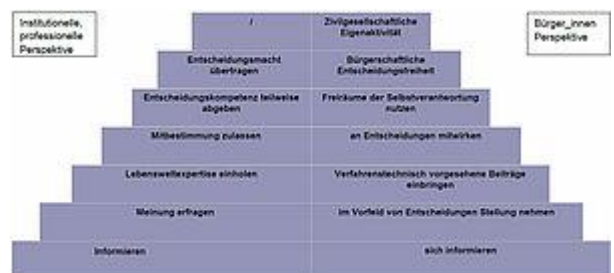 Institutionelle,
professionelle
Perspektive
Bürger_innen
Perspektive
/
Zivilgesellschaftliche
Eigenaktivität
Entscheidungsmacht
übertragen
Bürgerschaftliche
Entscheidungsfreiheit
Entscheidungskompetenz teilweise
abgeben
Freiräume der Selbstverantwortung
nutzen
Mitbestimmung zulassen
an Entscheidungen mitwirken
Lebensweltexpertise einholen
Verfahrenstechnisch vorgesehene Beiträge
einbringen
Meinung erfragen
im Vorfeld von Entscheidungen Stellung nehmen
Informieren
sich informieren